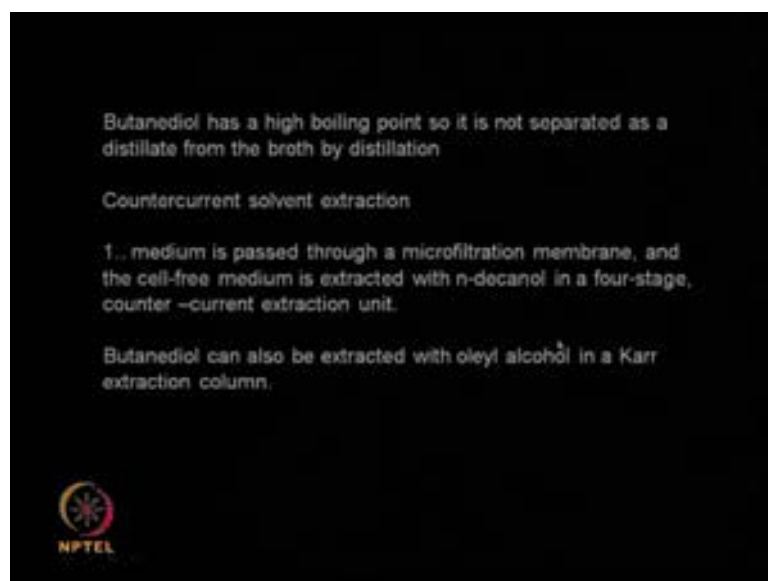 Butanediol has a high boiling point so it is not separated as a
distillate from the broth by distillation
Countercurrent solvent extraction
1.. medium is passed through a microfiltration membrane, and
the cell-free medium is extracted with n-decanol in a four-stage,
counter –current extraction unit.
Butanediol can also be extracted with oleyl alcohol in a Karr
extraction column.
NPTEL